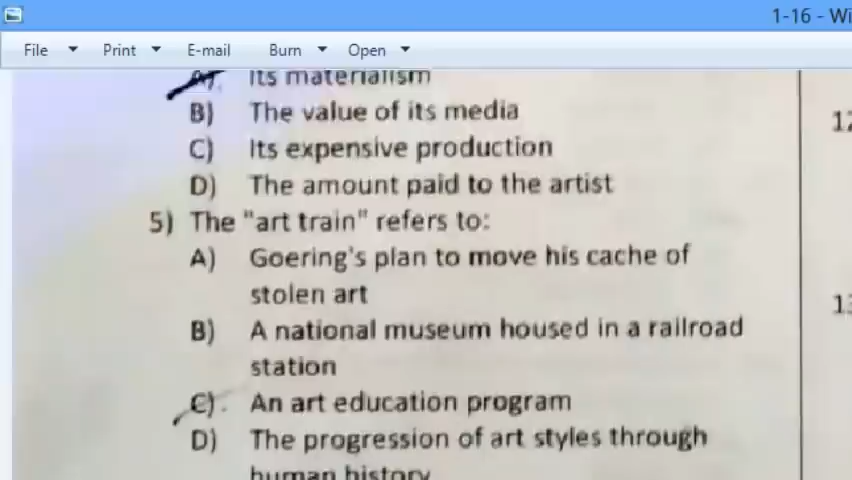 1-16 - Wi
File Print E-mail Burn Open
A) Its materialism
B) The value of its media
C) Its expensive production
D) The amount paid to the artist
5) The "art train" refers to:
A) Goering's plan to move his cache of
stolen art
B) A national museum housed in a railroad
station
C) An art education program
D) The progression of art styles through
human history
12
13